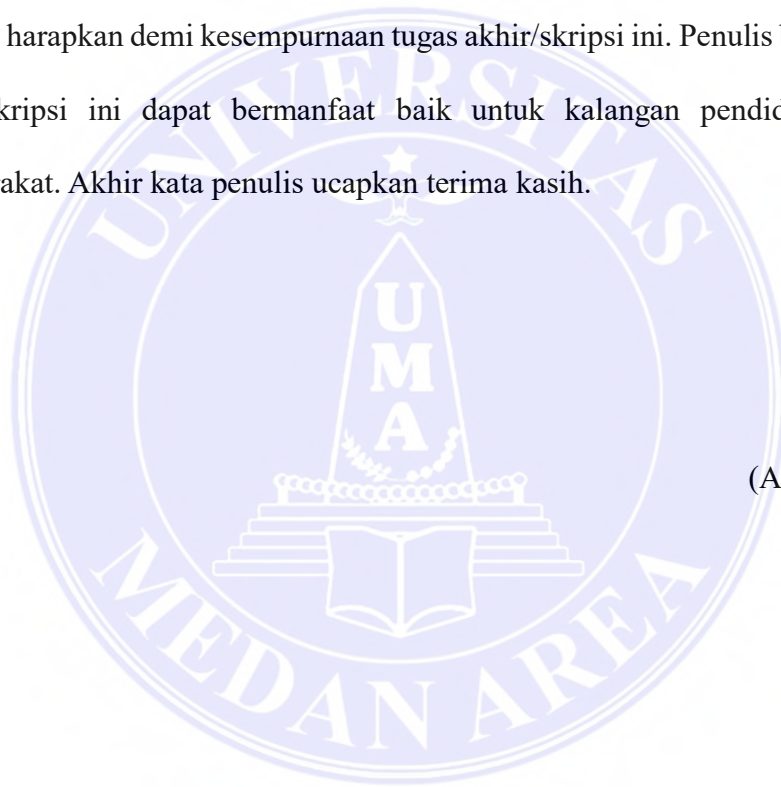 harapkan demi kesempurnaan tugas akhir/skripsi ini. Penulis
kripsi ini dapat bermanfaat baik untuk kalangan pendid
rakat. Akhir kata penulis ucapkan terima kasih.
UNIVERSITAS
U
M
A
(A
MEDAN AREA